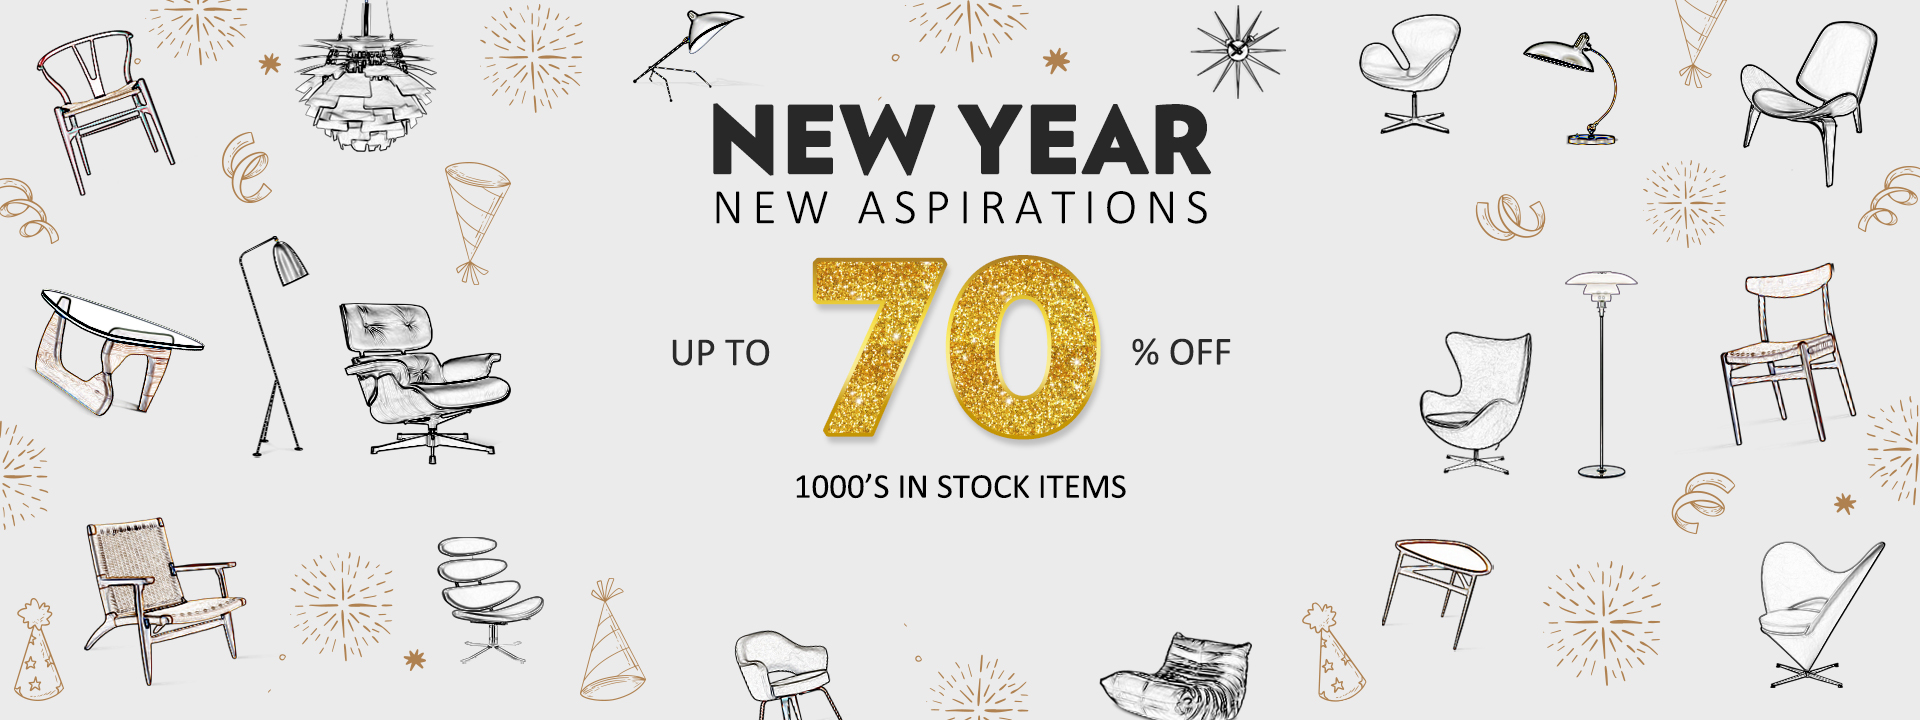 NEW YEAR
NEW ASPIRATIONS
UP TO 70 % OFF
1000’S IN STOCK ITEMS